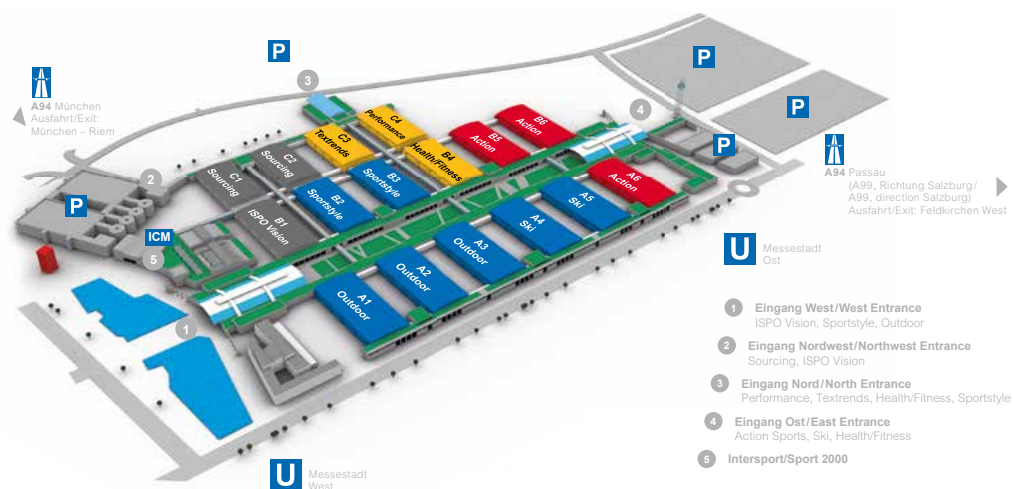 P
P
P
P
P
A94 München
Ausfahrt/Exit:
München – Riem
A94 Passau
(A99, Richtung Salzburg/
A99, direction Salzburg)
Ausfahrt/Exit: Feldkirchen West
3
4
2
5
1
ICM
C4
Performance
C3
Textrends
C2
Sourcing
C1
Sourcing
B6
Action
B5
Action
B4
Health/Fitness
B3
Sportstyle
B2
Sportstyle
B1
ISPO Vision
A6
Action
A5
Ski
A4
Ski
A3
Outdoor
A2
Outdoor
A1
Outdoor
U
Messestadt
Ost
U
Messestadt
West
1 Eingang West/West Entrance
ISPO Vision, Sportstyle, Outdoor
2 Eingang Nordwest/Northwest Entrance
Sourcing, ISPO Vision
3 Eingang Nord/North Entrance
Performance, Textrends, Health/Fitness, Sportstyle
4 Eingang Ost/East Entrance
Action Sports, Ski, Health/Fitness
5 Intersport/Sport 2000